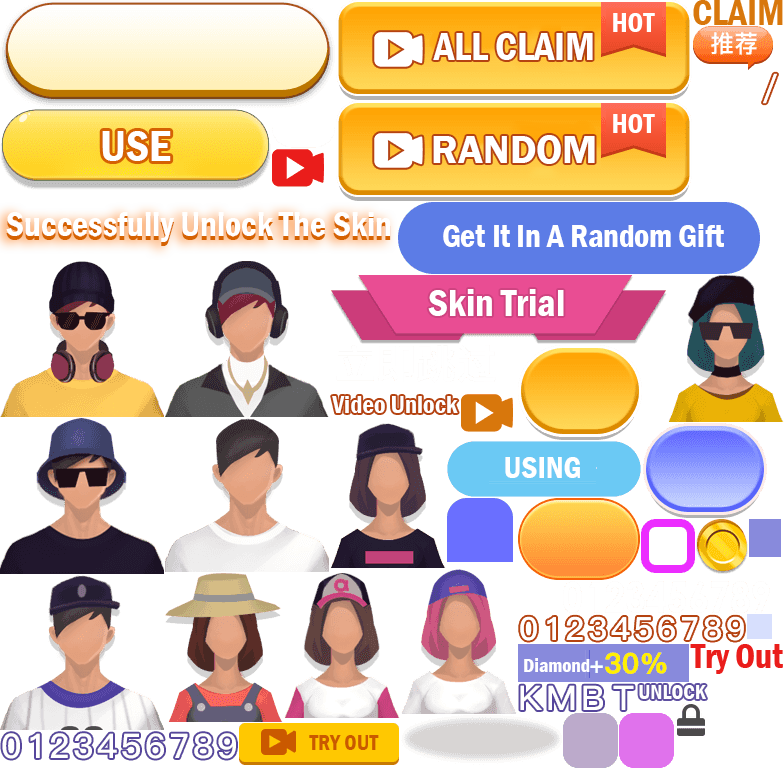 CLAIM
HOT
ALL CLAIM
推荐
/
USE
HOT
RANDOM
Successfully Unlock The Skin
Get It In A Random Gift
Skin Trial
Video Unlock
USING
0123456789
Diamond+30%
Try Out
KMBT
UNLOCK
0123456789
TRY OUT